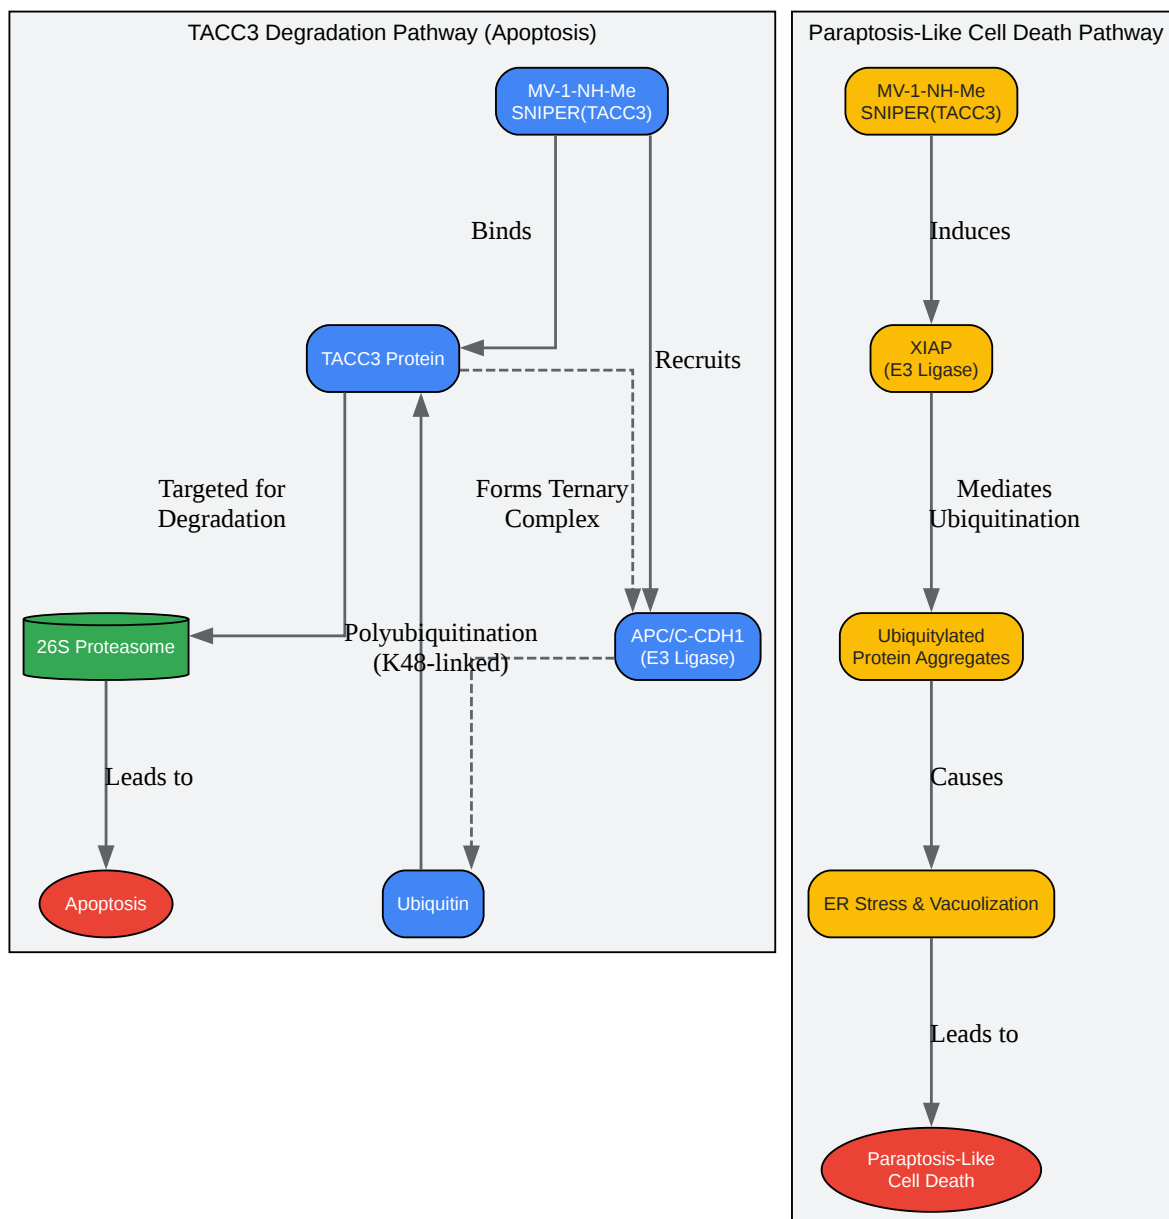 TACC3 Degradation Pathway (Apoptosis)
MV-1-NH-Me
SNIPER(TACC3)
Binds
TACC3 Protein
Recruits
Targeted for
Degradation
Forms Ternary
Complex
26S Proteasome
Polyubiquitination
(K48-linked)
APC/C-CDH1
(E3 Ligase)
Leads to
Apoptosis
Ubiquitin
Paraptosis-Like Cell Death Pathway
MV-1-NH-Me
SNIPER(TACC3)
Induces
XIAP
(E3 Ligase)
Mediates
Ubiquitination
Ubiquitylated
Protein Aggregates
Causes
ER Stress & Vacuolization
Leads to
Paraptosis-Like
Cell Death